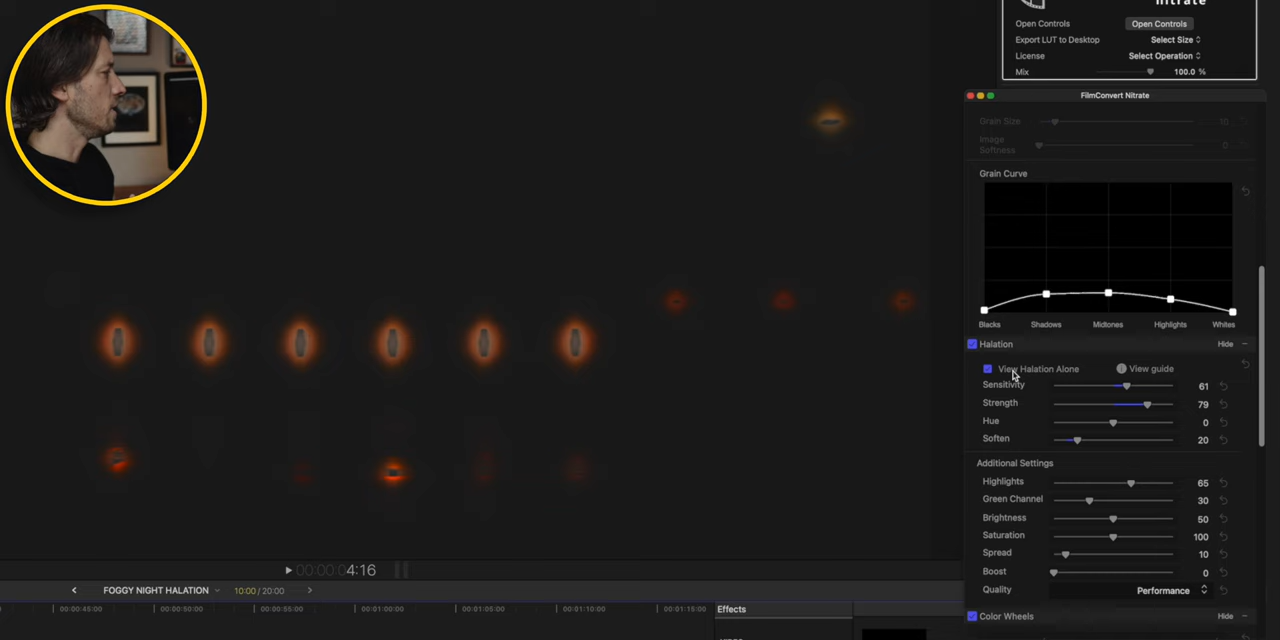 nitrate
Open Controls Open Controls
Export LUT to Desktop Select Size
License Select Operation
Mix 100.0 %
FilmConvert Nitrate
Grain Size 10
Image Softness 0
Grain Curve
Blacks Shadows Midtones Highlights Whites
Halation Hide
View Halation Alone View guide
Sensitivity 61
Strength 79
Hue 0
Soften 20
Additional Settings
Highlights 65
Green Channel 30
Brightness 50
Saturation 100
Spread 10
Boost 0
Quality Performance
Color Wheels Hide
00:00:04:16
FOGGY NIGHT HALATION 10:00 / 20:00
00:00:45:00 00:00:50:00 00:00:55:00 00:01:00:00 00:01:05:00 00:01:10:00 00:01:15:00
Effects